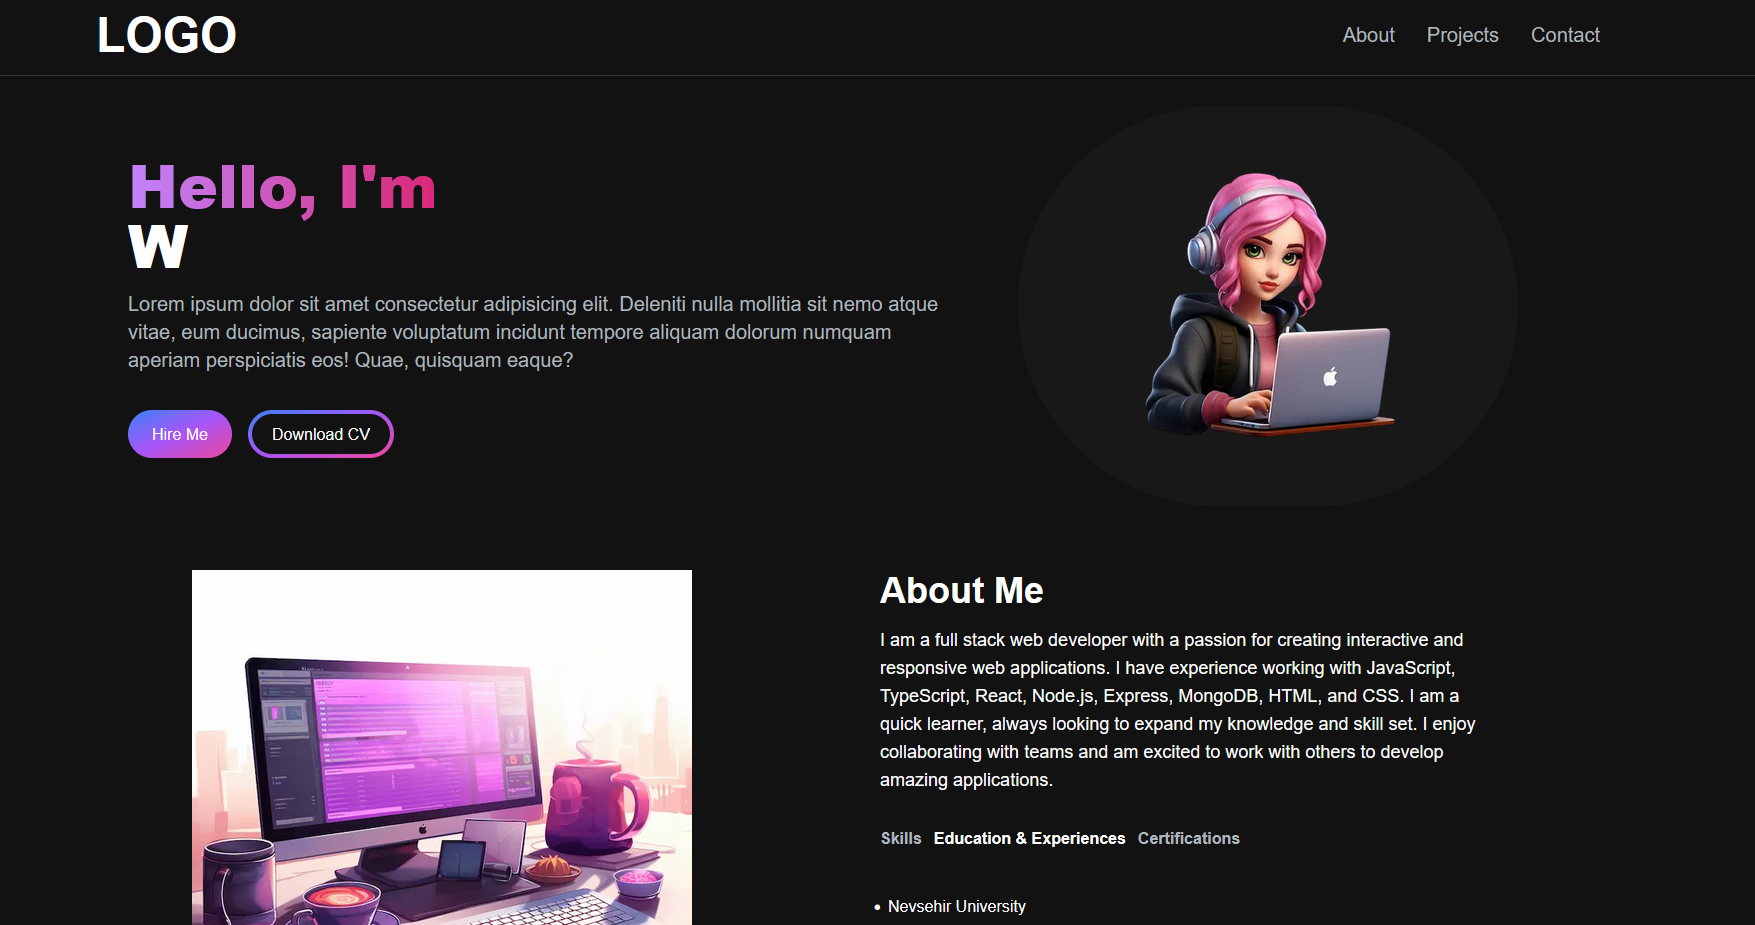 LOGO
About Projects Contact
Hello, I'm
W
Lorem ipsum dolor sit amet consectetur adipisicing elit. Deleniti nulla mollitia sit nemo atque
vitae, eum ducimus, sapiente voluptatum incidunt tempore aliquam dolorum numquam
aperiam perspiciatis eos! Quae, quisquam eaque?
Hire Me Download CV
About Me
I am a full stack web developer with a passion for creating interactive and
responsive web applications. I have experience working with JavaScript,
TypeScript, React, Node.js, Express, MongoDB, HTML, and CSS. I am a
quick learner, always looking to expand my knowledge and skill set. I enjoy
collaborating with teams and am excited to work with others to develop
amazing applications.
Skills Education & Experiences Certifications
• Nevsehir University